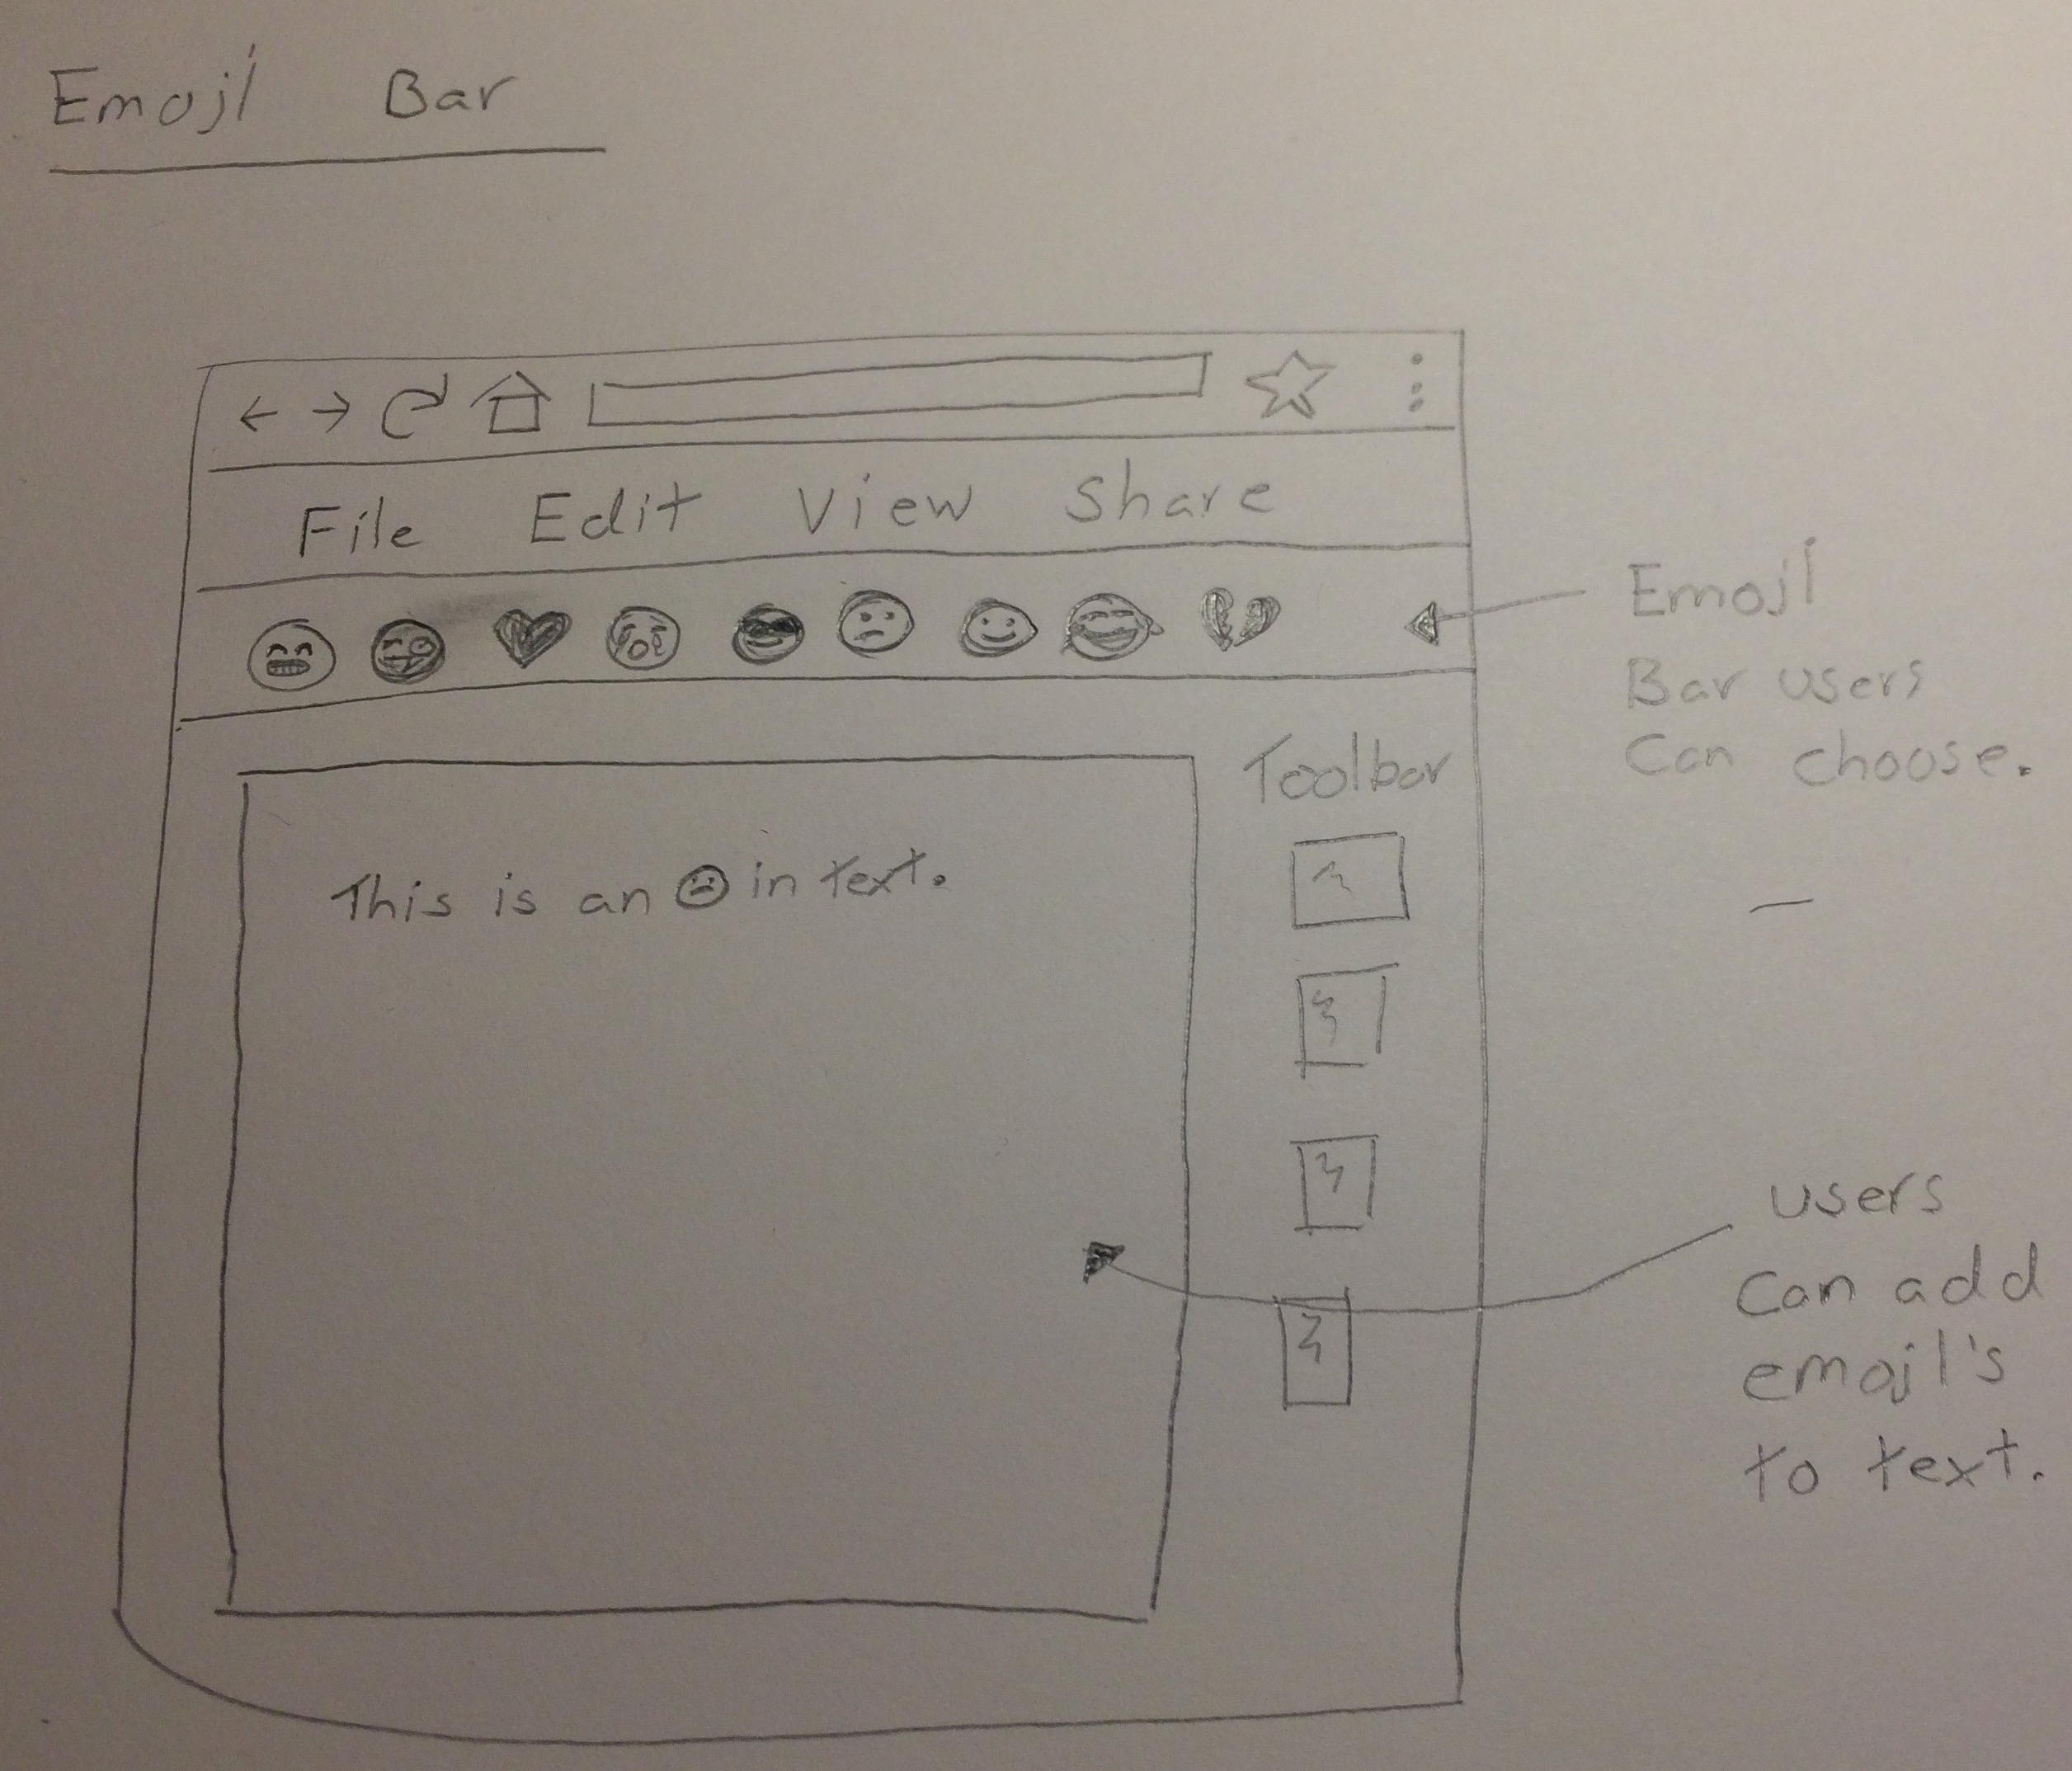 Emoji Bar
File Edit View Share
Emoji
Bar users
Can choose.
Toolbar
This is an in text.
users
Can add
emoji's
to text.